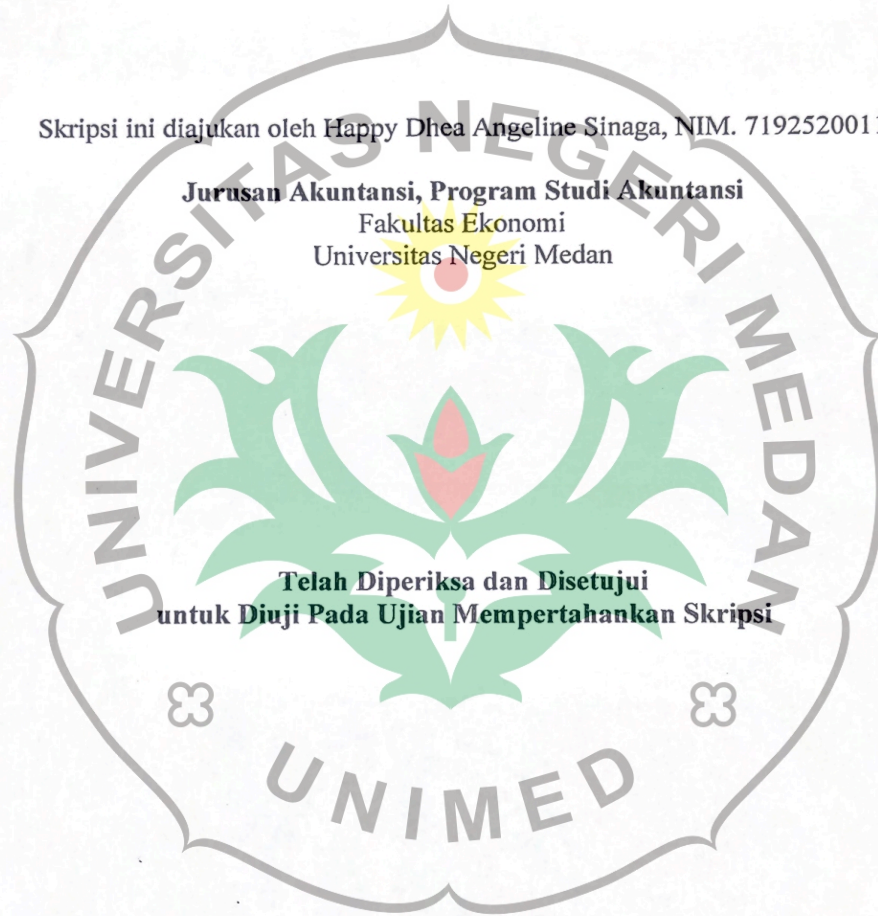 Skripsi ini diajukan oleh Happy Dhea Angeline Sinaga, NIM. 719252001
Jurusan Akuntansi, Program Studi Akuntansi
Fakultas Ekonomi
Universitas Negeri Medan
Telah Diperiksa dan Disetujui
untuk Diuji Pada Ujian Mempertahankan Skripsi
UNIVERSITAS NEGERI MEDAN
UNIMED